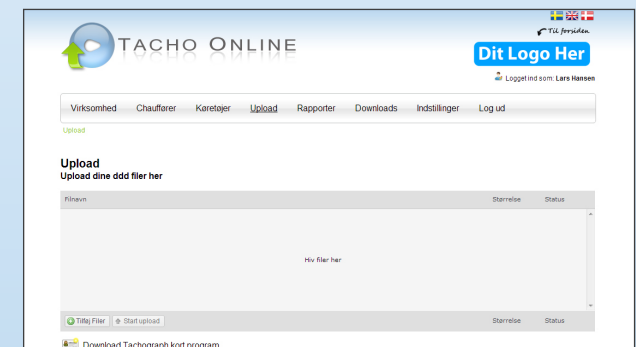 TACHO ONLINE
Til forsiden
Dit Logo Her
Logget ind som: Lars Hansen
Virksomhed Chauffører Køretøjer Upload Rapporter Downloads Indstillinger Log ud
Upload
Upload
Upload dine ddd filer her
Filnavn Størrelse Status
Hiv filer her
Tilføj Filer Start upload Størrelse Status
Download Tachograph kort program